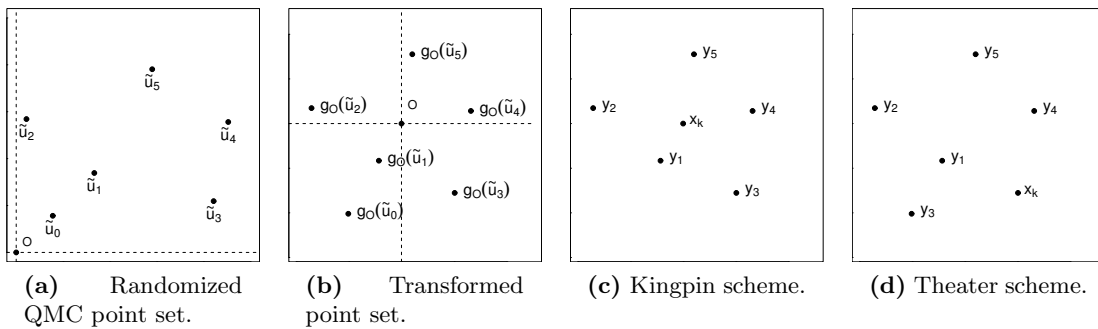 ũ₅
ũ₂
ũ₄
ũ₁
ũ₃
ũ₀
O
g_O(ũ₅)
g_O(ũ₂)
O
g_O(ũ₄)
g_O(ũ₁)
g_O(ũ₃)
g_O(ũ₀)
y₅
y₂
y₄
x_k
y₁
y₃
y₅
y₂
y₄
y₁
x_k
y₃
(a) Randomized
QMC point set.
(b) Transformed
point set.
(c) Kingpin scheme.
(d) Theater scheme.